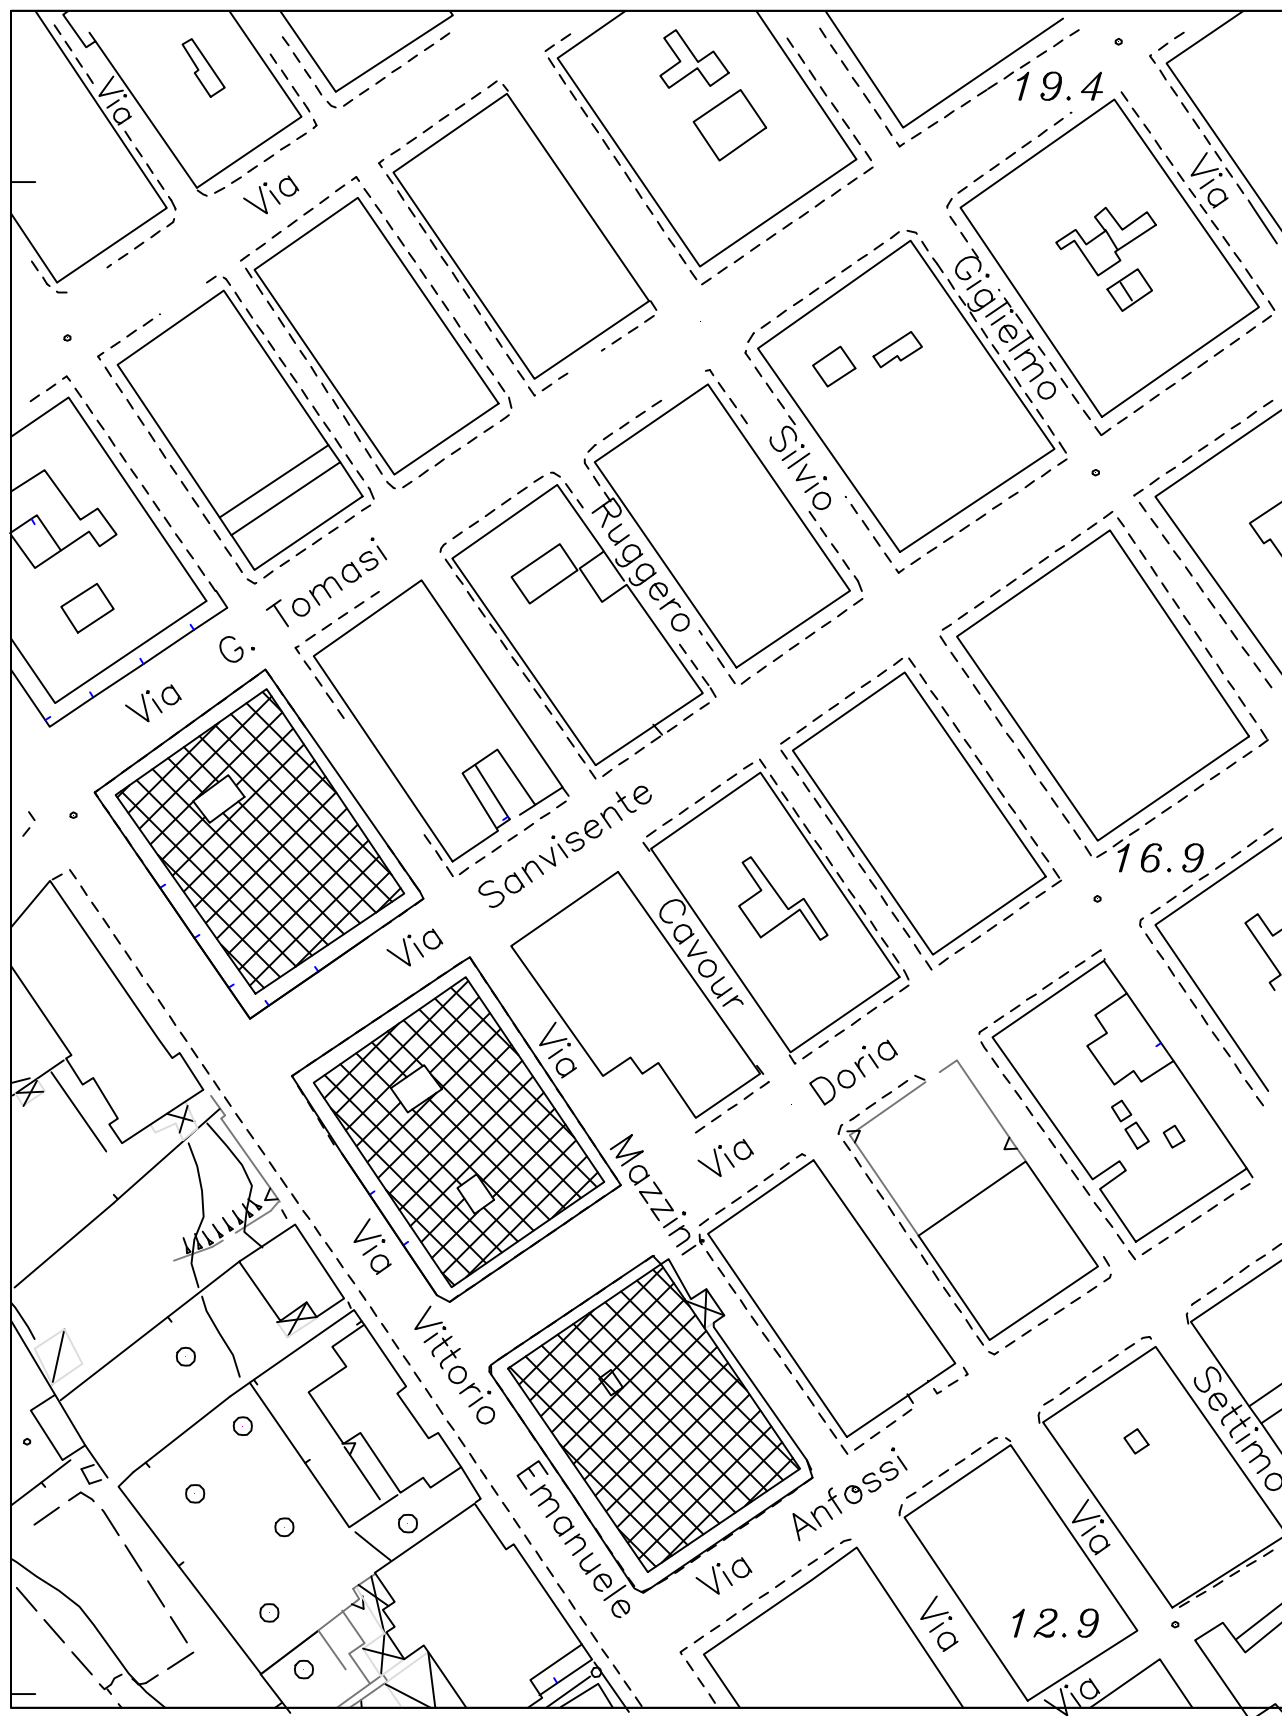 19.4
Via
Via
Via
Giglielmo
Silvio
Ruggero
Via G. Tomasi
16.9
Via Sanvisente
Cavour
Via Mazzini
Via Doria
Via Vittorio Emanuele
Settimo
Via Anfossi
Via
Via
12.9
Via